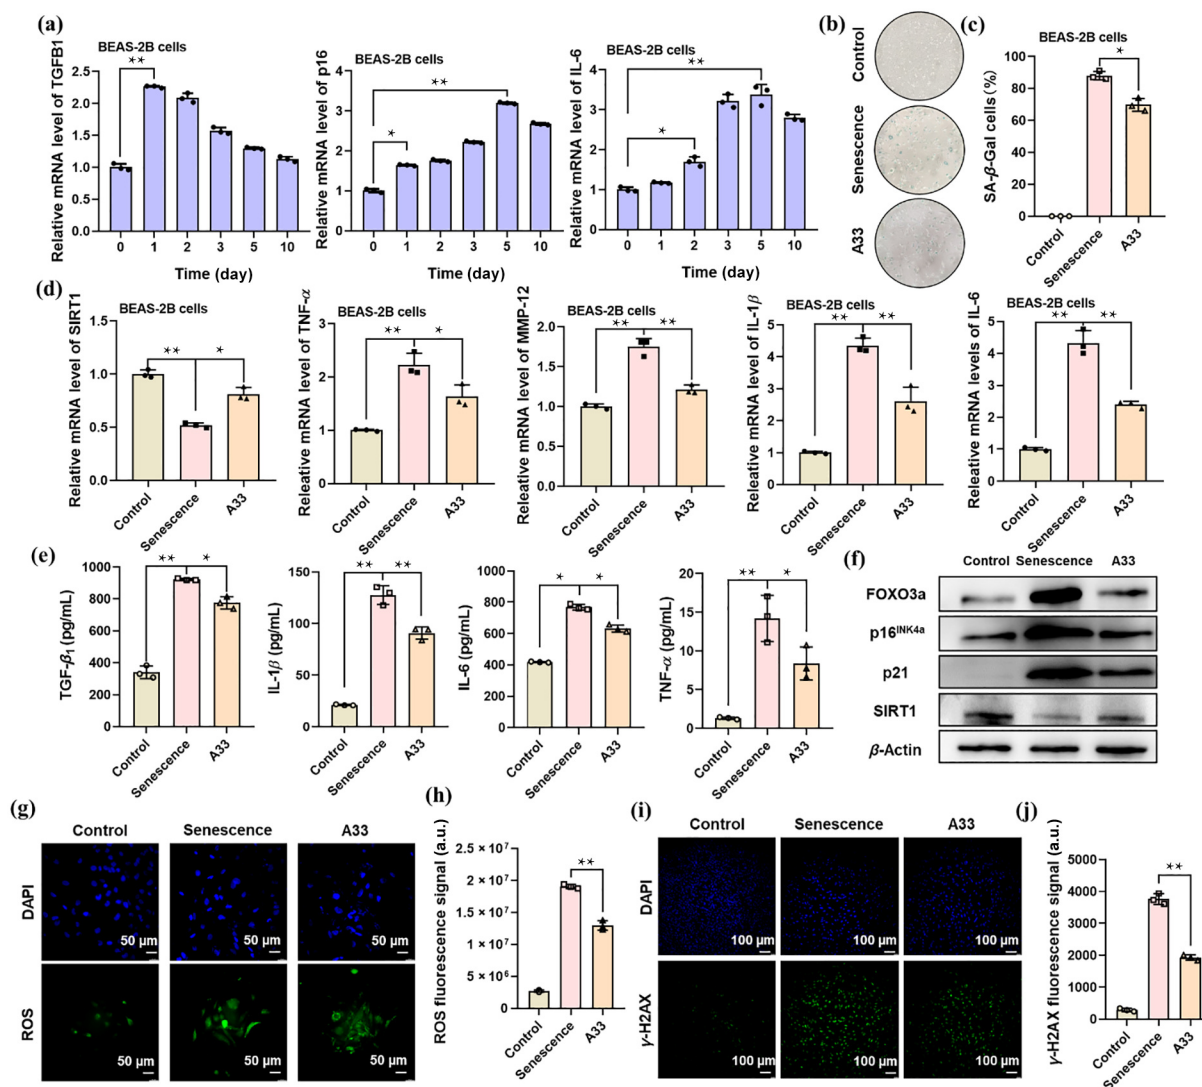 (a)
BEAS-2B cells
Relative mRNA level of TGFB1
2.5
2.0
1.5
1.0
0.5
0.0
**
0 1 2 3 5 10
Time (day)
BEAS-2B cells
Relative mRNA level of p16
4
3
2
1
0
**
*
0 1 2 3 5 10
Time (day)
BEAS-2B cells
Relative mRNA level of IL-6
4
3
2
1
0
**
*
0 1 2 3 5 10
Time (day)
(b)
Control
Senescence
A33
(c)
BEAS-2B cells
SA-β-Gal cells (%)
100
80
60
40
20
0
*
Control
Senescence
A33
(d)
BEAS-2B cells
Releative mRNA level of SIRT1
1.5
1.0
0.5
0.0
** *
Control
Senescence
A33
BEAS-2B cells
Releative mRNA level of TNF-α
3
2
1
0
** *
Control
Senescence
A33
BEAS-2B cells
Releative mRNA level of MMP-12
2.0
1.5
1.0
0.5
0.0
** **
Control
Senescence
A33
BEAS-2B cells
Releative mRNA level of IL-1β
5
4
3
2
1
0
** **
Control
Senescence
A33
BEAS-2B cells
Releative mRNA levels of IL-6
6
4
2
0
** **
Control
Senescence
A33
(e)
TGF-β1 (pg/mL)
1000
800
600
400
200
0
** *
Control
Senescence
A33
IL-1β (pg/mL)
150
100
50
0
** **
Control
Senescence
A33
IL-6 (pg/mL)
1000
800
600
400
200
0
* *
Control
Senescence
A33
TNF-α (pg/mL)
20
15
10
5
0
** *
Control
Senescence
A33
(f)
Control Senescence A33
FOXO3a
p16INK4a
p21
SIRT1
β-Actin
(g)
Control Senescence A33
DAPI
50 μm 50 μm 50 μm
ROS
50 μm 50 μm 50 μm
(h)
ROS fluorescence signal (a.u.)
2.5 × 10⁷
2 × 10⁷
1.5 × 10⁷
1 × 10⁷
5 × 10⁶
0
**
Control
Senescence
A33
(i)
Control Senescence A33
DAPI
100 μm 100 μm 100 μm
γ-H2AX
100 μm 100 μm 100 μm
(j)
γ-H2AX fluorescence signal (a.u.)
5000
4000
3000
2000
1000
0
**
Control
Senescence
A33